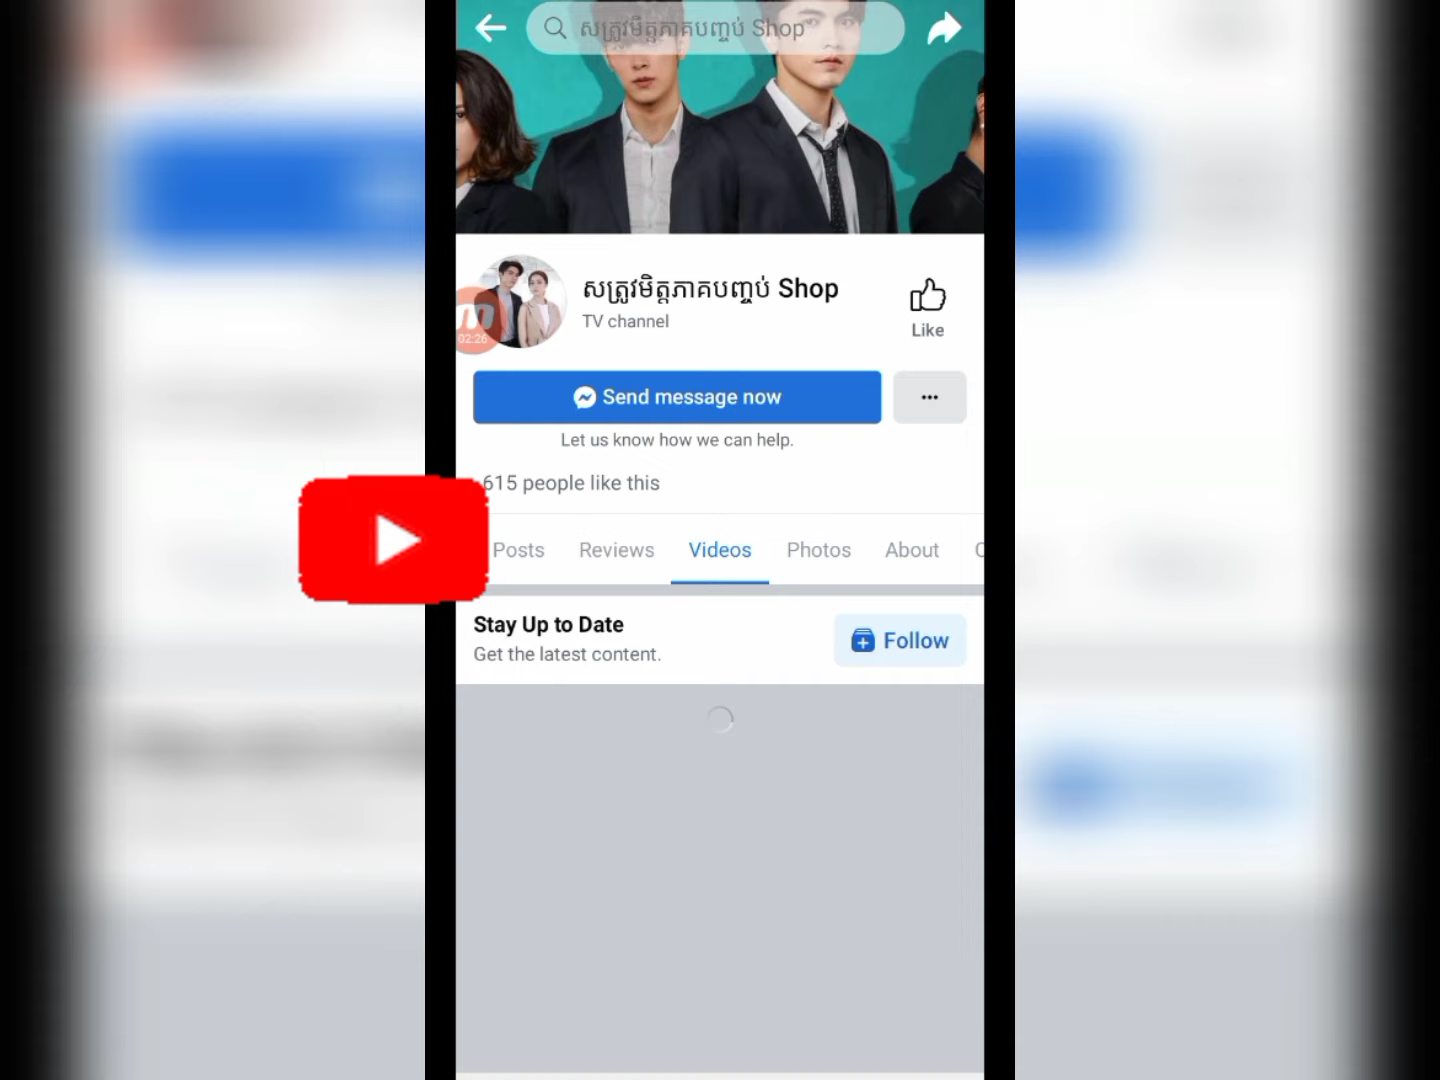 សត្រូវមិត្តភាគបញ្ចប់ Shop
សត្រូវមិត្តភាគបញ្ចប់ Shop
TV channel
Like
02:26
Send message now
...
Let us know how we can help.
615 people like this
Posts Reviews Videos Photos About
Stay Up to Date
Get the latest content.
Follow